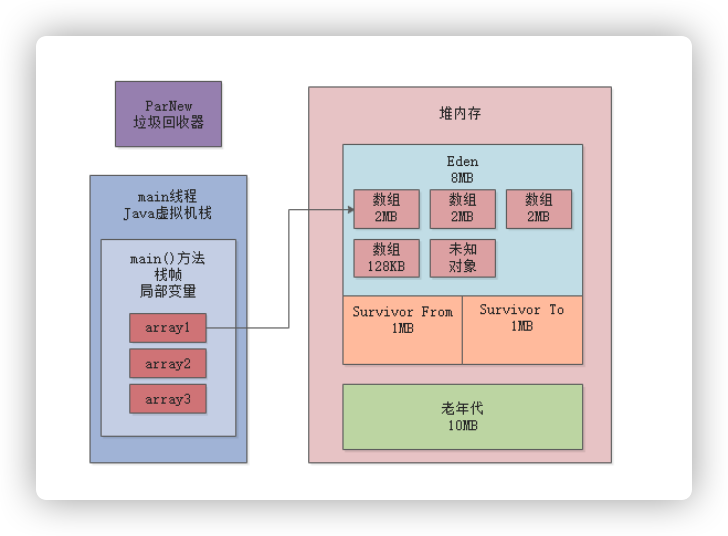 ParNew
垃圾回收器
main线程
Java虚拟机栈
main()方法
栈帧
局部变量
array1
array2
array3
堆内存
Eden
8MB
数组
2MB
数组
2MB
数组
2MB
数组
128KB
未知
对象
Survivor From
1MB
Survivor To
1MB
老年代
10MB